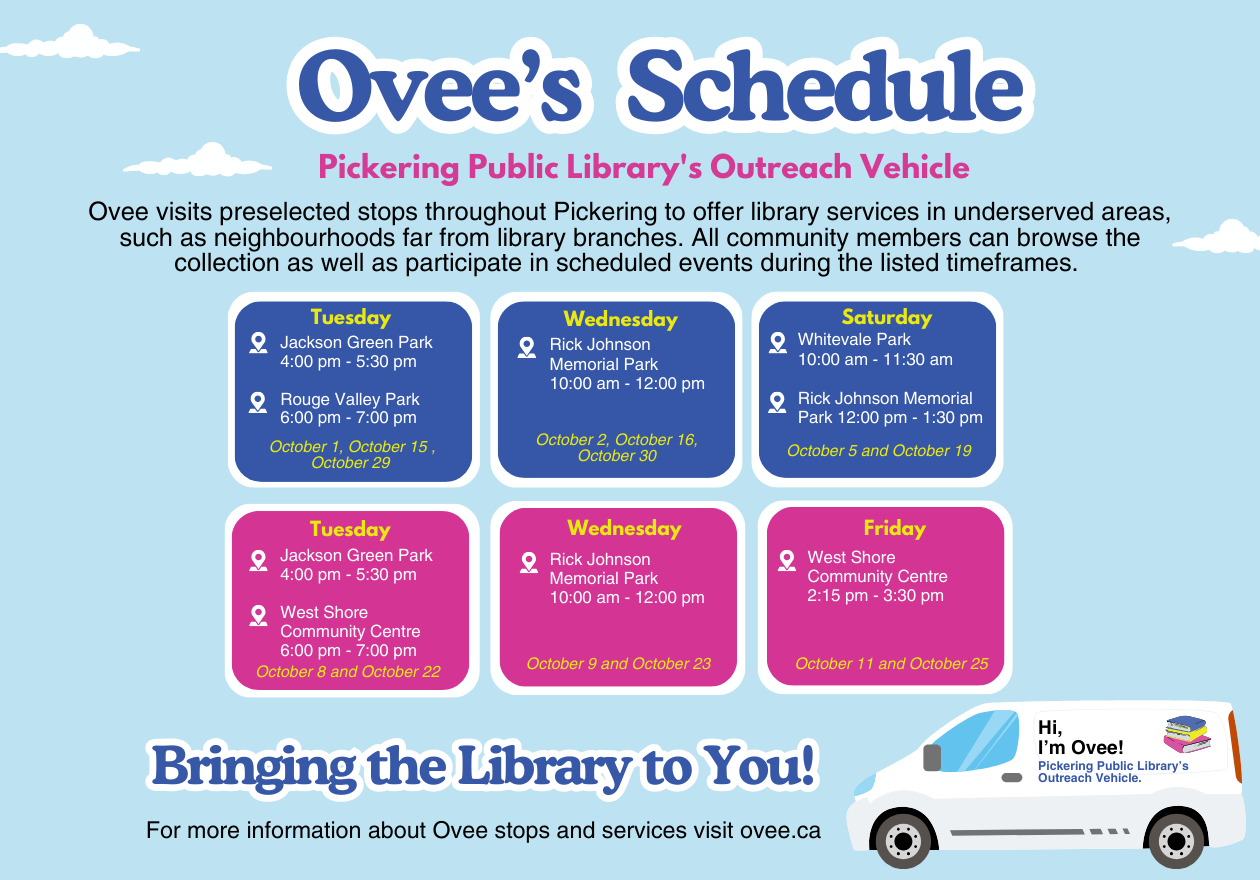 Ovee's Schedule
Pickering Public Library's Outreach Vehicle
Ovee visits preselected stops throughout Pickering to offer library services in underserved areas,
such as neighbourhoods far from library branches. All community members can browse the
collection as well as participate in scheduled events during the listed timeframes.
Tuesday
Jackson Green Park
4:00 pm - 5:30 pm
Rouge Valley Park
6:00 pm - 7:00 pm
October 1, October 15 ,
October 29
Wednesday
Rick Johnson
Memorial Park
10:00 am - 12:00 pm
October 2, October 16,
October 30
Saturday
Whitevale Park
10:00 am - 11:30 am
Rick Johnson Memorial
Park 12:00 pm - 1:30 pm
October 5 and October 19
Tuesday
Jackson Green Park
4:00 pm - 5:30 pm
West Shore
Community Centre
6:00 pm - 7:00 pm
October 8 and October 22
Wednesday
Rick Johnson
Memorial Park
10:00 am - 12:00 pm
October 9 and October 23
Friday
West Shore
Community Centre
2:15 pm - 3:30 pm
October 11 and October 25
Bringing the Library to You!
For more information about Ovee stops and services visit ovee.ca
Hi,
I'm Ovee!
Pickering Public Library's
Outreach Vehicle.